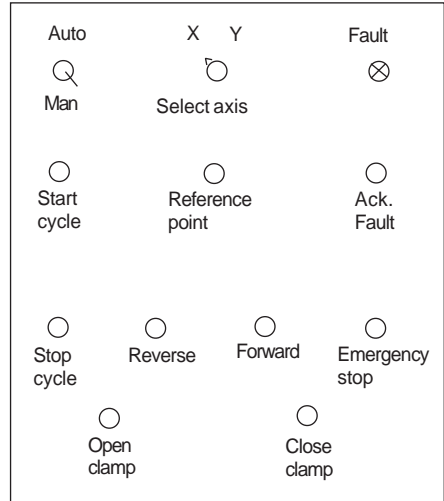 Auto X Y Fault
Man Select axis
Start cycle
Reference point
Ack. Fault
Stop cycle
Reverse
Forward
Emergency stop
Open clamp
Close clamp